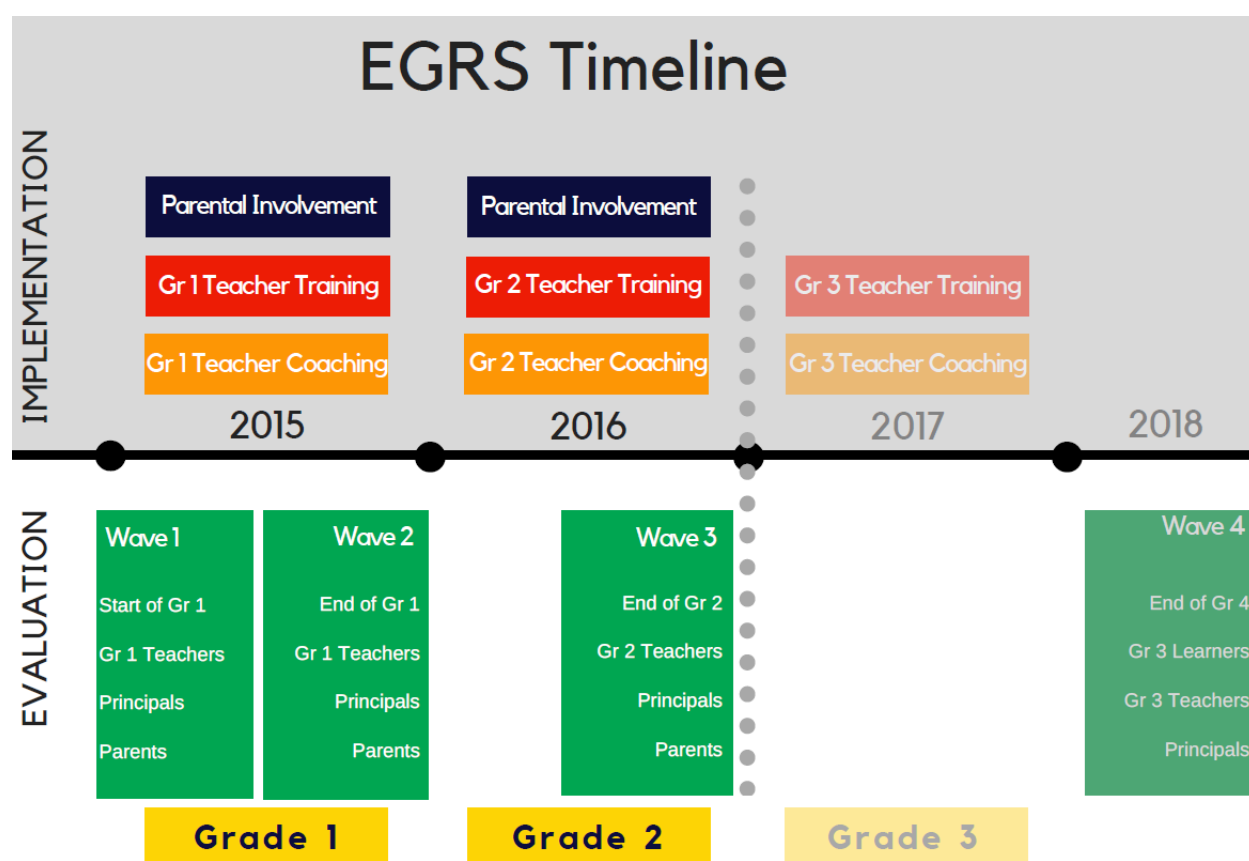 EGRS Timeline
IMPLEMENTATION
Parental Involvement
Parental Involvement
Gr 1 Teacher Training
Gr 2 Teacher Training
Gr 3 Teacher Training
Gr 1 Teacher Coaching
Gr 2 Teacher Coaching
Gr 3 Teacher Coaching
2015
2016
2017
2018
EVALUATION
Wave 1
Start of Gr 1
Gr 1 Teachers
Principals
Parents
Wave 2
End of Gr 1
Gr 1 Teachers
Principals
Parents
Wave 3
End of Gr 2
Gr 2 Teachers
Principals
Parents
Wave 4
End of Gr 4
Gr 3 Learners
Gr 3 Teachers
Principals
Grade 1
Grade 2
Grade 3